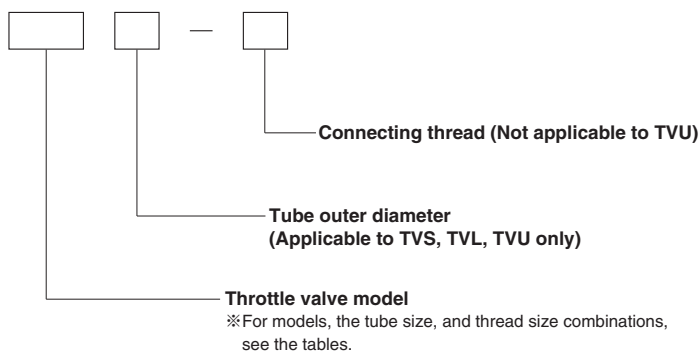 —
Connecting thread (Not applicable to TVU)
Tube outer diameter
(Applicable to TVS, TVL, TVU only)
Throttle valve model
※For models, the tube size, and thread size combinations,
see the tables.